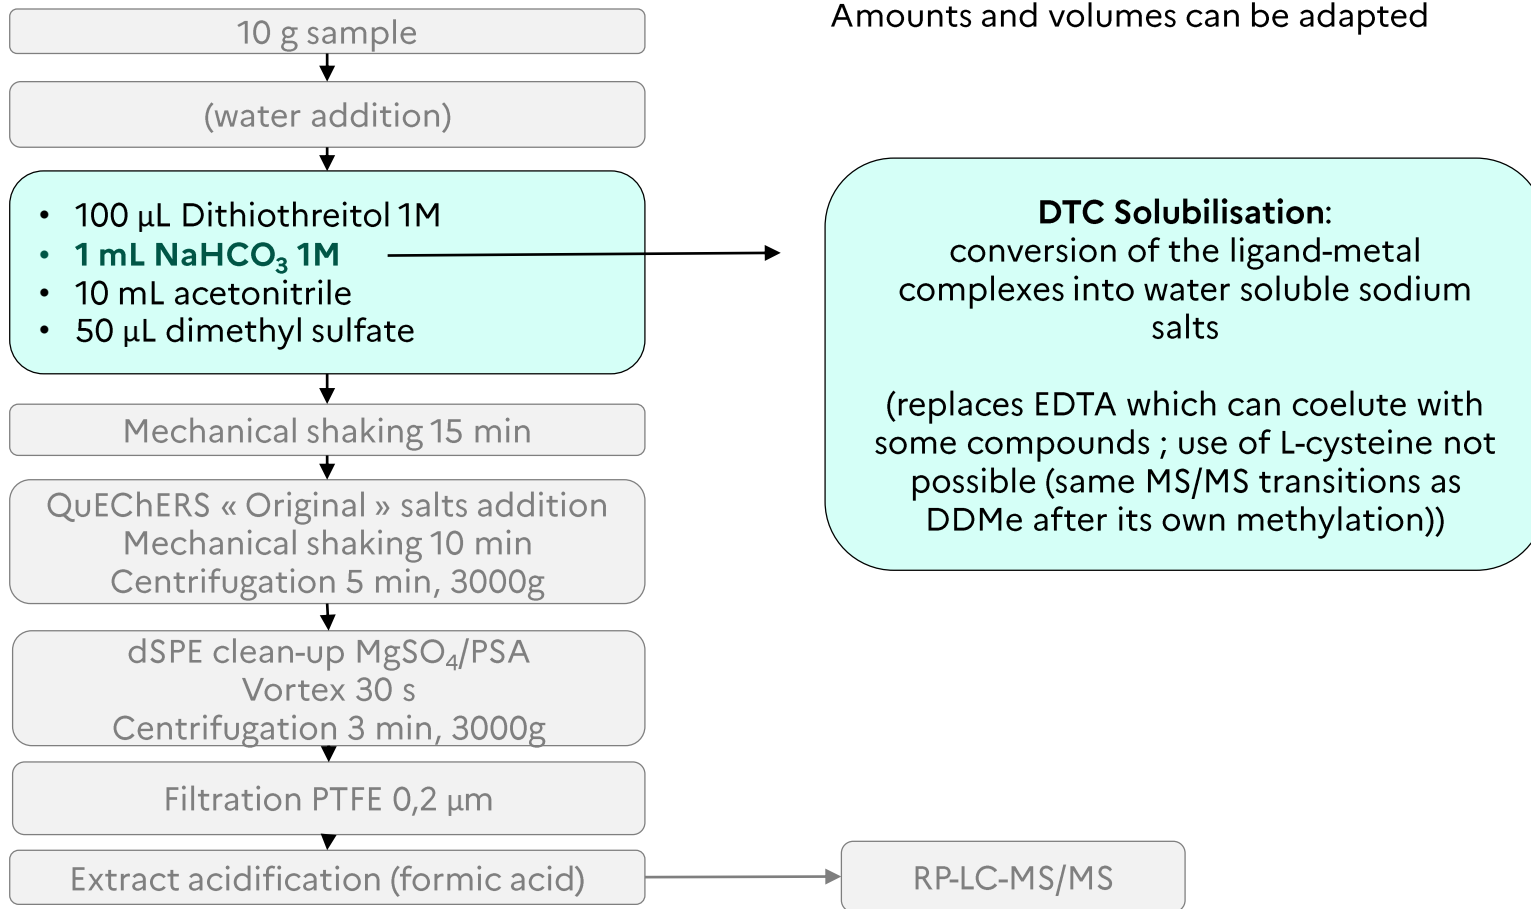 Amounts and volumes can be adapted
10 g sample
(water addition)
• 100 µL Dithiothreitol 1M
• 1 mL NaHCO₃ 1M
• 10 mL acetonitrile
• 50 µL dimethyl sulfate
DTC Solubilisation:
conversion of the ligand-metal
complexes into water soluble sodium
salts
(replaces EDTA which can coelute with
some compounds ; use of L-cysteine not
possible (same MS/MS transitions as
DDMe after its own methylation))
Mechanical shaking 15 min
QuEChERS « Original » salts addition
Mechanical shaking 10 min
Centrifugation 5 min, 3000g
dSPE clean-up MgSO₄/PSA
Vortex 30 s
Centrifugation 3 min, 3000g
Filtration PTFE 0,2 µm
Extract acidification (formic acid)
RP-LC-MS/MS